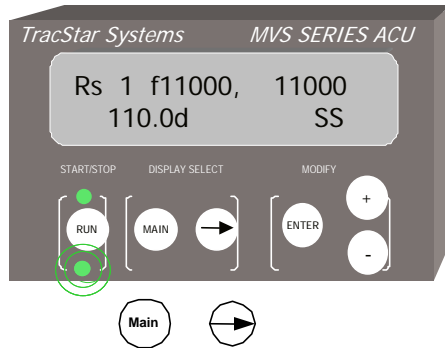 TracStar Systems MVS SERIES ACU
Rs 1 f11000, 11000
110.0d SS
START/STOP DISPLAY SELECT MODIFY
RUN MAIN ENTER + -
Main